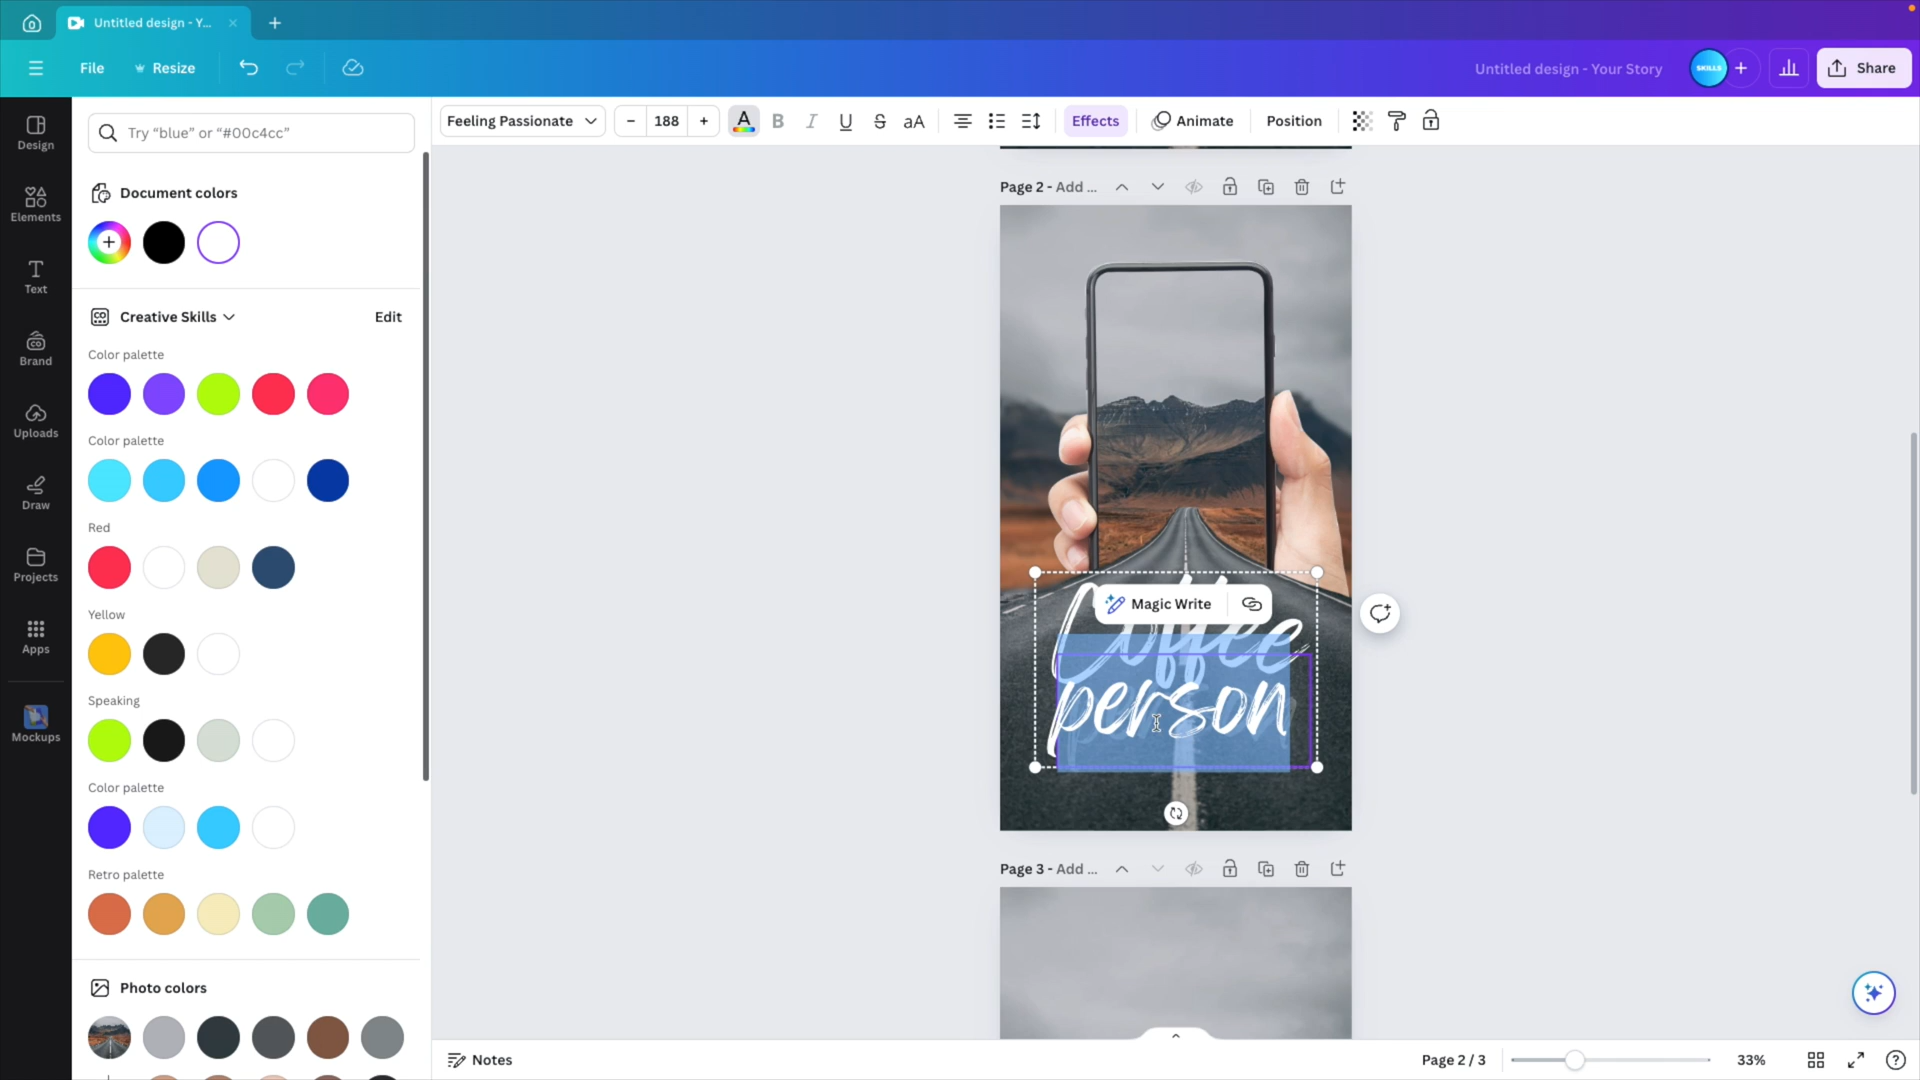 Untitled design - Y...
File
Resize
Untitled design - Your Story
SKILLS
Share
Design
Elements
Text
Brand
Uploads
Draw
Projects
Apps
Mockups
Try “blue” or “#00c4cc”
Document colors
Creative Skills
Edit
Color palette
Color palette
Red
Yellow
Speaking
Color palette
Retro palette
Photo colors
Feeling Passionate
188
A B I U S aA
Effects
Animate
Position
Page 2 - Add ...
Magic Write
Coffee
person
Page 3 - Add ...
Notes
Page 2 / 3
33%